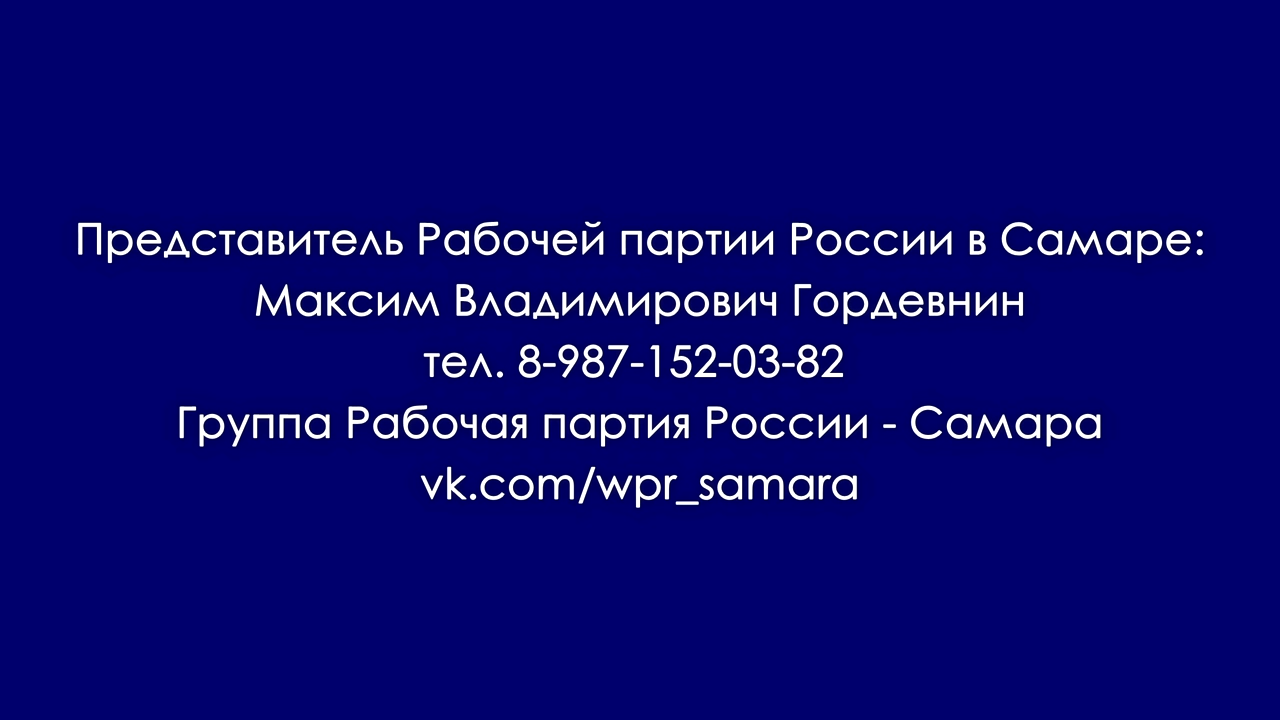 Представитель Рабочей партии России в Самаре:
Максим Владимирович Гордевнин
тел. 8-987-152-03-82
Группа Рабочая партия России - Самара
vk.com/wpr_samara